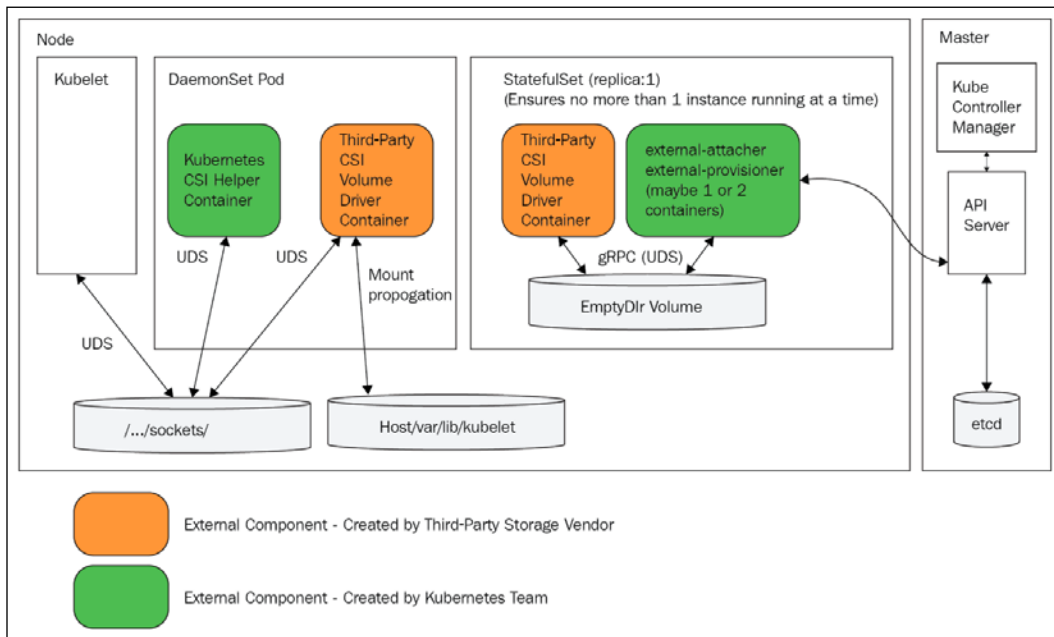 Node
Kubelet
DaemonSet Pod
Kubernetes
CSI Helper
Container
Third-Party
CSI
Volume
Driver
Container
UDS
UDS
UDS
Mount
propogation
StatefulSet (replica:1)
(Ensures no more than 1 instance running at a time)
Third-Party
CSI
Volume
Driver
Container
external-attacher
external-provisioner
(maybe 1 or 2
containers)
gRPC (UDS)
EmptyDlr Volume
/.../sockets/
Host/var/lib/kubelet
Master
Kube
Controller
Manager
API
Server
etcd
External Component - Created by Third-Party Storage Vendor
External Component - Created by Kubernetes Team